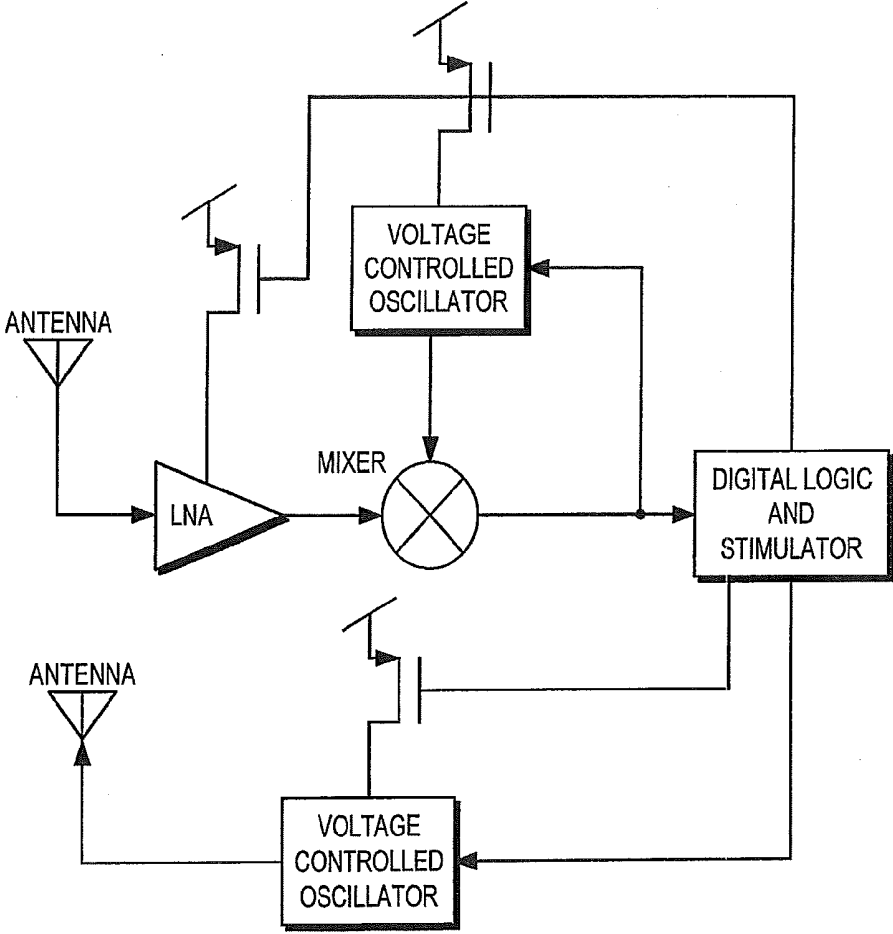 VOLTAGE
CONTROLLED
OSCILLATOR
ANTENNA
MIXER
LNA
DIGITAL LOGIC
AND
STIMULATOR
ANTENNA
VOLTAGE
CONTROLLED
OSCILLATOR